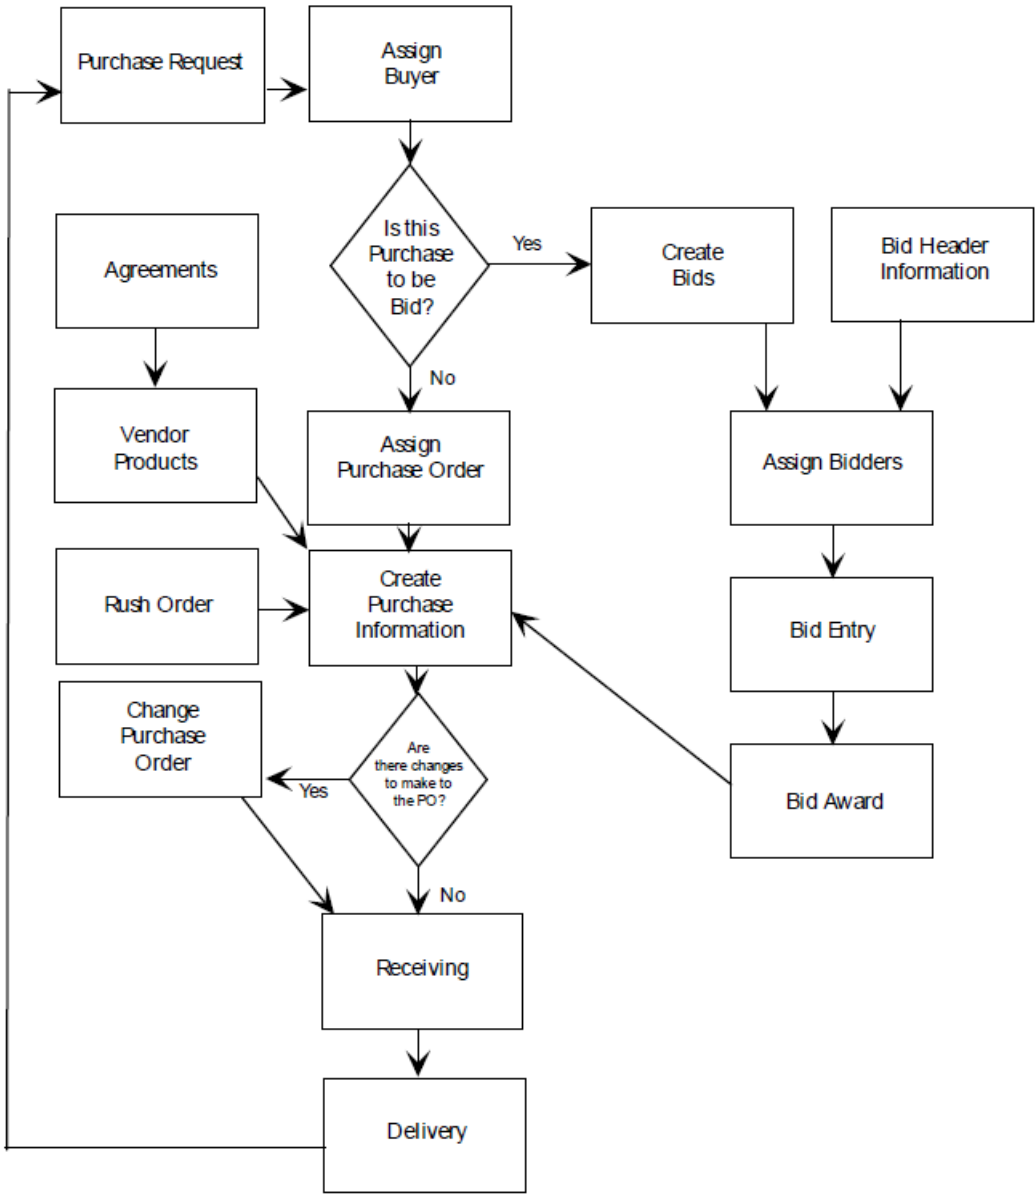 Purchase Request
Assign
Buyer
Is this
Purchase
to be
Bid?
Yes
Create
Bids
Bid Header
Information
Agreements
No
Vendor
Products
Assign
Purchase Order
Assign Bidders
Rush Order
Create
Purchase
Information
Bid Entry
Change
Purchase
Order
Are
there changes
to make to
the PO?
Yes
Bid Award
No
Receiving
Delivery